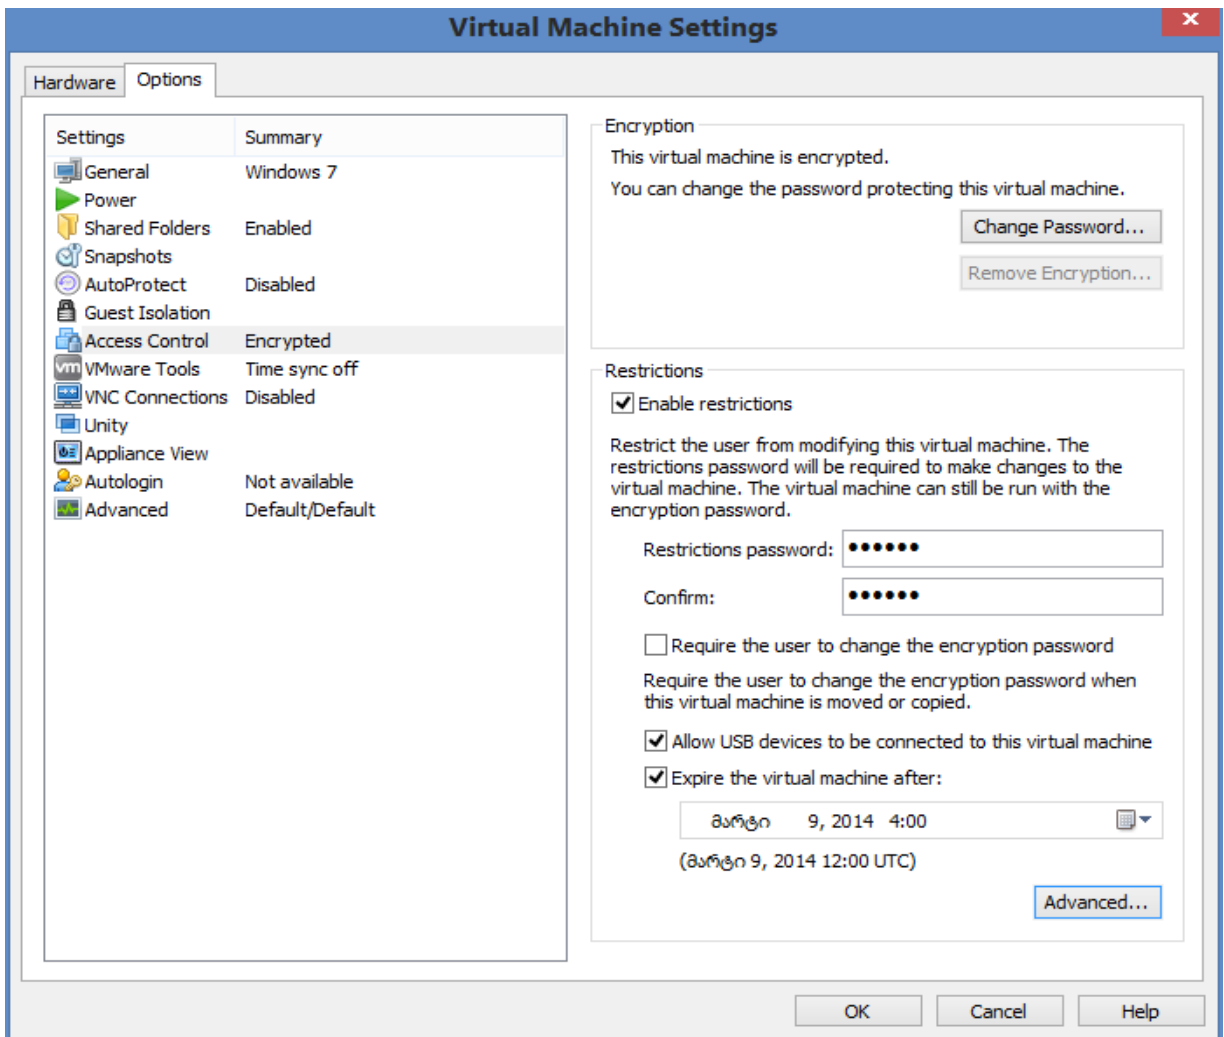 Virtual Machine Settings
Hardware Options
Settings Summary
General Windows 7
Power
Shared Folders Enabled
Snapshots
AutoProtect Disabled
Guest Isolation
Access Control Encrypted
VMware Tools Time sync off
VNC Connections Disabled
Unity
Appliance View
Autologin Not available
Advanced Default/Default
Encryption
This virtual machine is encrypted.
You can change the password protecting this virtual machine.
Change Password...
Remove Encryption...
Restrictions
Enable restrictions
Restrict the user from modifying this virtual machine. The
restrictions password will be required to make changes to the
virtual machine. The virtual machine can still be run with the
encryption password.
Restrictions password: ●●●●●●
Confirm: ●●●●●●
Require the user to change the encryption password
Require the user to change the encryption password when
this virtual machine is moved or copied.
Allow USB devices to be connected to this virtual machine
Expire the virtual machine after:
მარტი 9, 2014 4:00
(მარტი 9, 2014 12:00 UTC)
Advanced...
OK Cancel Help